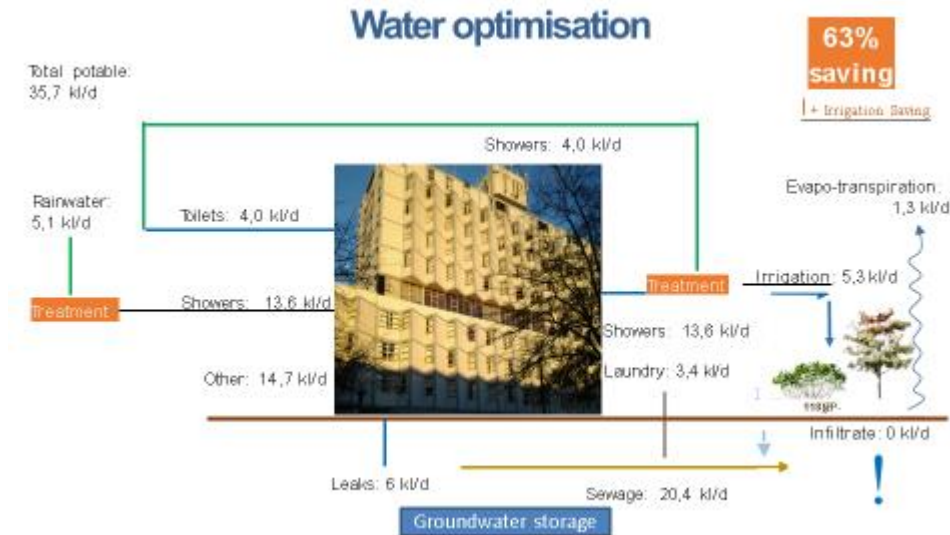 Water optimisation
63%
saving
+ Irrigation Saving
Total potable:
35,7 kl/d
Showers: 4,0 kl/d
Rainwater:
5,1 kl/d
Toilets: 4,0 kl/d
Evapo-transpiration:
1,3 kl/d
Treatment
Showers: 13,6 kl/d
Treatment
Irrigation: 5,3 kl/d
Showers: 13,6 kl/d
Other: 14,7 kl/d
Laundry: 3,4 kl/d
Infiltrate: 0 kl/d
Leaks: 6 kl/d
Sewage: 20,4 kl/d
!
Groundwater storage